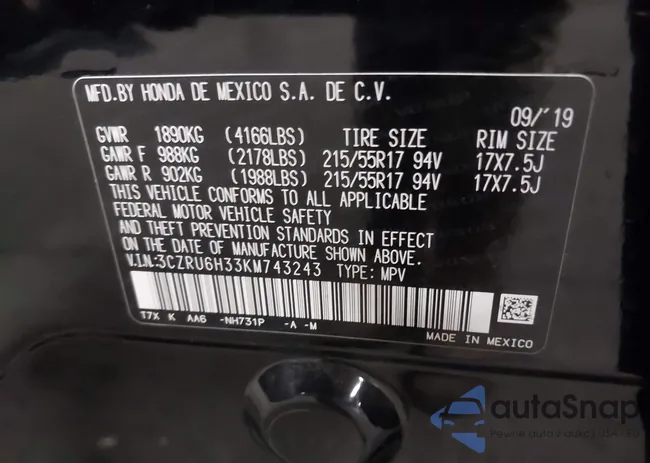 MFD.BY HONDA DE MEXICO S.A. DE C.V.
09/'19
GVWR 1890KG (4166LBS) TIRE SIZE RIM SIZE
GAWR F 988KG (2178LBS) 215/55R17 94V 17X7.5J
GAWR R 902KG (1988LBS) 215/55R17 94V 17X7.5J
THIS VEHICLE CONFORMS TO ALL APPLICABLE
FEDERAL MOTOR VEHICLE SAFETY
AND THEFT PREVENTION STANDARDS IN EFFECT
ON THE DATE OF MANUFACTURE SHOWN ABOVE.
V.I.N:3CZRU6H33KM743243 TYPE: MPV
T7X K AA6 -NH731P -A -M
MADE IN MEXICO
autaSnap